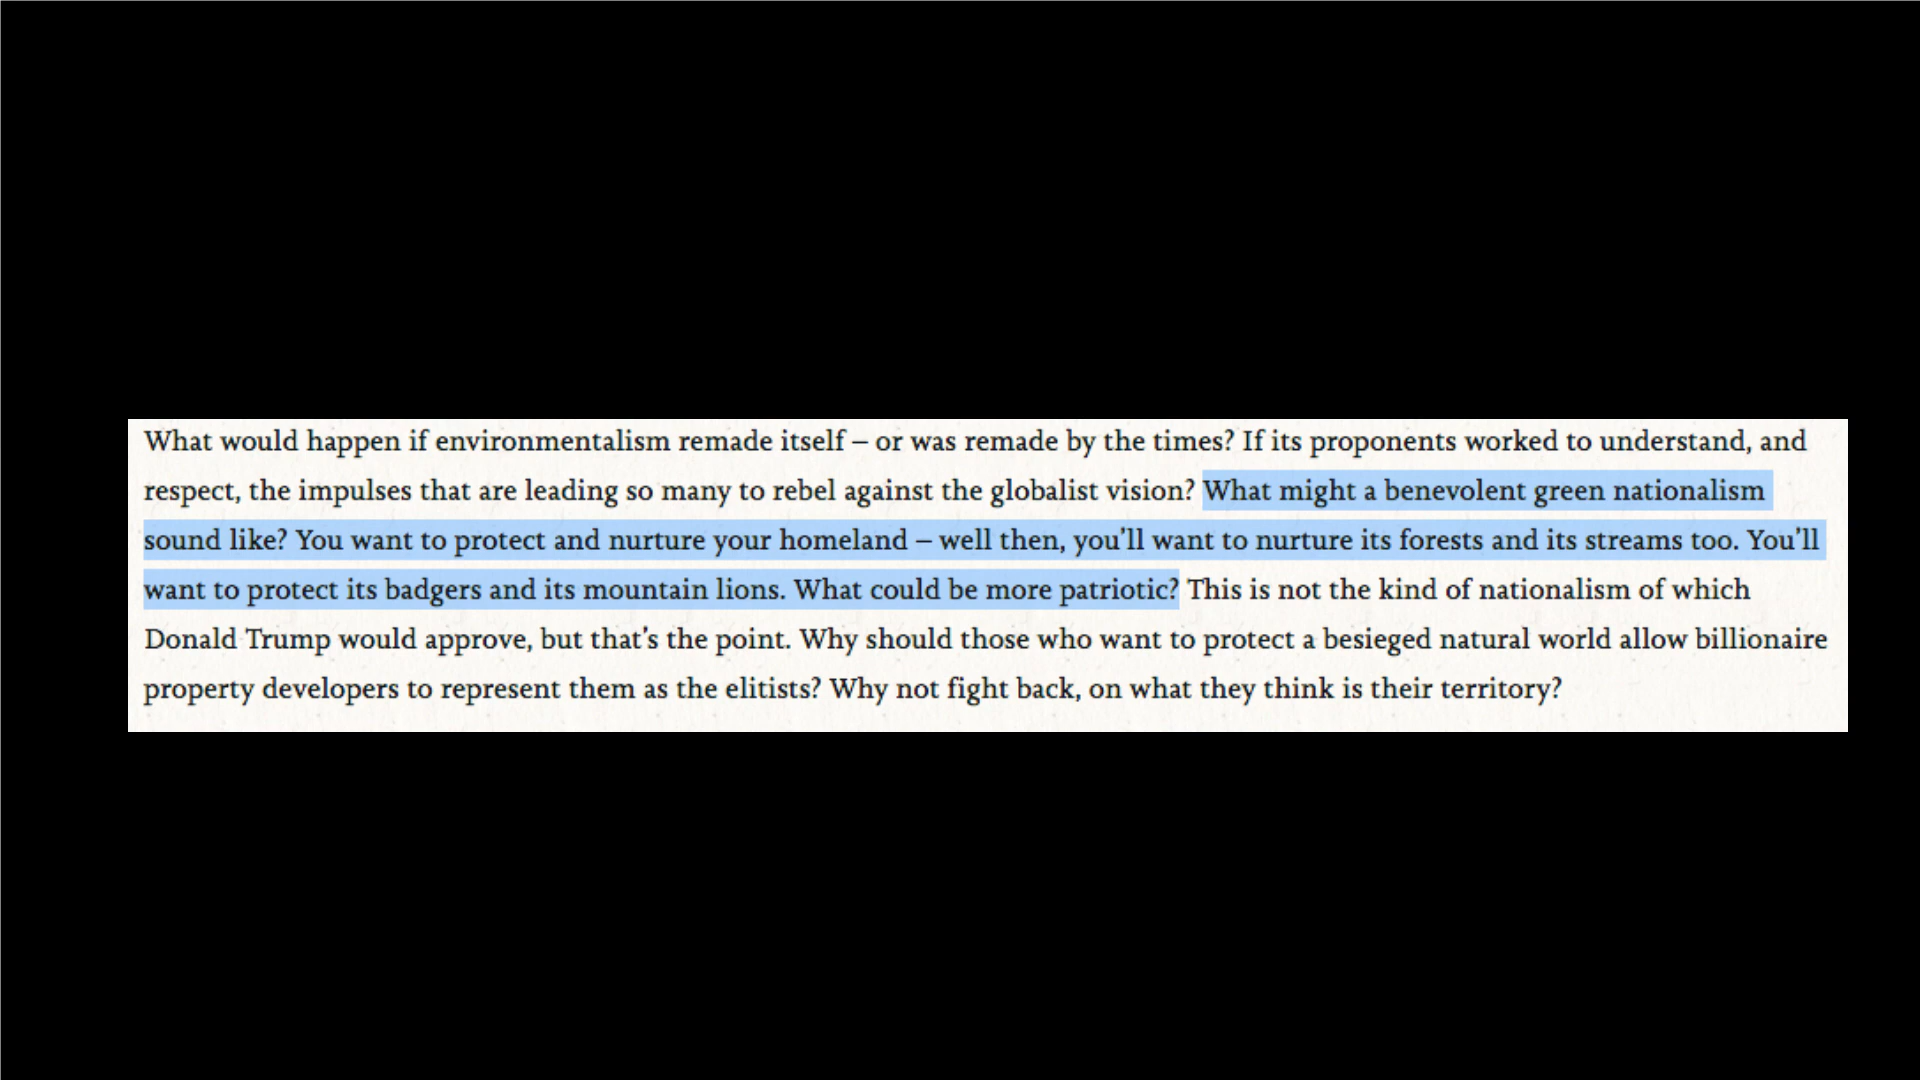 What would happen if environmentalism remade itself – or was remade by the times? If its proponents worked to understand, and
respect, the impulses that are leading so many to rebel against the globalist vision? What might a benevolent green nationalism
sound like? You want to protect and nurture your homeland – well then, you’ll want to nurture its forests and its streams too. You’ll
want to protect its badgers and its mountain lions. What could be more patriotic? This is not the kind of nationalism of which
Donald Trump would approve, but that’s the point. Why should those who want to protect a besieged natural world allow billionaire
property developers to represent them as the elitists? Why not fight back, on what they think is their territory?